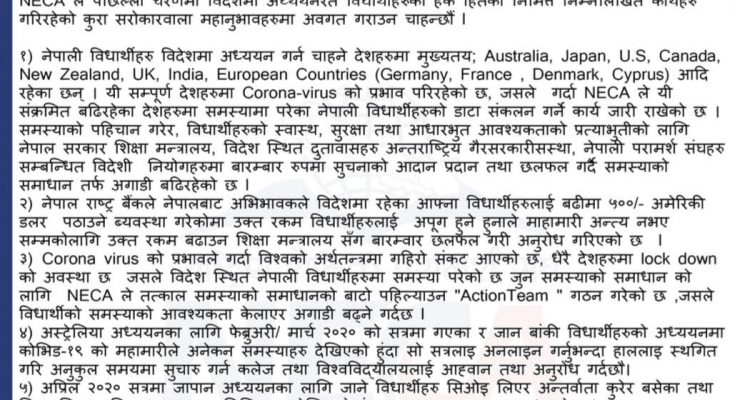 NECA ले पछिल्लो चरणमा विदेशमा अध्ययनरत विद्यार्थीहरुको हक हितको निमित्त निम्नलिखित कार्यहरु
गरिरहेको कुरा सरोकारवाला महानुभावहरुमा अवगत गराउन चाहन्छौं ।
१) नेपाली विधार्थीहरु विदेशमा अध्ययन गर्न चाहने देशहरुमा मुख्यतय; Australia, Japan, U.S, Canada,
New Zealand, UK, India, European Countries (Germany, France , Denmark, Cyprus) आदि
रहेका छन् । यी सम्पूर्ण देशहरुमा Corona-virus को प्रभाव परिरहेको छ, जसले गर्दा NECA ले यी
संक्रमित बढिरहेका देशहरुमा समस्यामा परेका नेपाली विधार्थीहरुको डाटा संकलन गर्ने कार्य जारी राखेको छ ।
समस्याको पहिचान गरेर, विधार्थीहरुको स्वास्थ, सुरक्षा तथा आधारभुत आवश्यकताको प्रत्याभुतीको लागि
नेपाल सरकार शिक्षा मन्त्रालय, विदेश स्थित दुतावासहरु अन्तराष्ट्रिय गैरसरकारीसस्था, नेपाली परामर्श संघहरु
सम्बन्धित विदेशी नियोगहरुमा बारम्बार रुपमा सुचनाको आदान प्रदान तथा छलफल गर्दै समस्याको
समाधान तर्फ अगाडी बढिरहेको छ ।
२) नेपाल राष्ट्र बैंकले नेपालबाट अभिभावकले विदेशमा रहेका आफ्ना विधार्थीहरुलाई बढीमा ५००/- अमेरिकी
डलर पठाउने ब्यवस्था गरेकोमा उक्त रकम विधार्थीहरुलाई अपूग हुने हुनाले माहामारी अन्त्य नभए
सम्मकोलागि उक्त रकम बढाउन शिक्षा मन्त्रालय सँग बारम्वार छलफल गरी अनुरोध गरिएको छ ।
३) Corona virus को प्रभावले गर्दा विश्वको अर्थतन्त्रमा गहिरो संकट आएको छ, धेरै देशहरुमा lock down
को अवस्था छ जसले विदेश स्थित नेपाली विधार्थीहरुमा समस्या परेको छ जुन समस्याको समाधान को
लागि NECA ले तत्काल समस्याको समाधानको बाटो पहिल्याउन "ActionTeam " गठन गरेको छ ,जसले
विधार्थीको समस्याको आवश्यकता केलाएर अगाडी बढ्ने गर्दछ ।
४) अस्ट्रेलिया अध्ययनका लागि फेब्रुअरी/ मार्च २०२० को सत्रमा गएका र जान बांकी विधार्थीहरुको अध्ययनमा
कोभिड-१९ को महामारीले अनेकन समस्याहरु देखिएको हुंदा सो सत्रलाइ अनलाइन गर्नुभन्दा हाललाइ स्थगित
गरि अनुकुल समयमा सुचारु गर्न कलेज तथा विश्वविद्यालयलाई आह्वान तथा अनुरोध गर्दछौ।
५) अप्रिल २०२० सत्रमा जापान अध्ययनका लागि जाने विधार्थीहरु सिओइ लिएर अन्तर्वाता कुरेर बसेका तथा